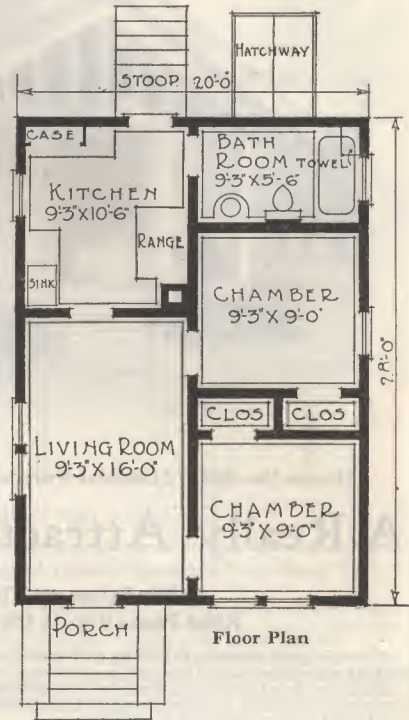 HATCHWAY
STOOP 20'-0"
CASE
BATH
ROOM TOWEL
9'-3"X5'-6"
KITCHEN
9'-3"X10'-6"
RANGE
SINK
CHAMBER
9'-3"X9'-0"
28'-0"
CLOS
CLOS
LIVING ROOM
9'-3"X16'-0"
CHAMBER
9'-3"X9'-0"
PORCH
Floor Plan